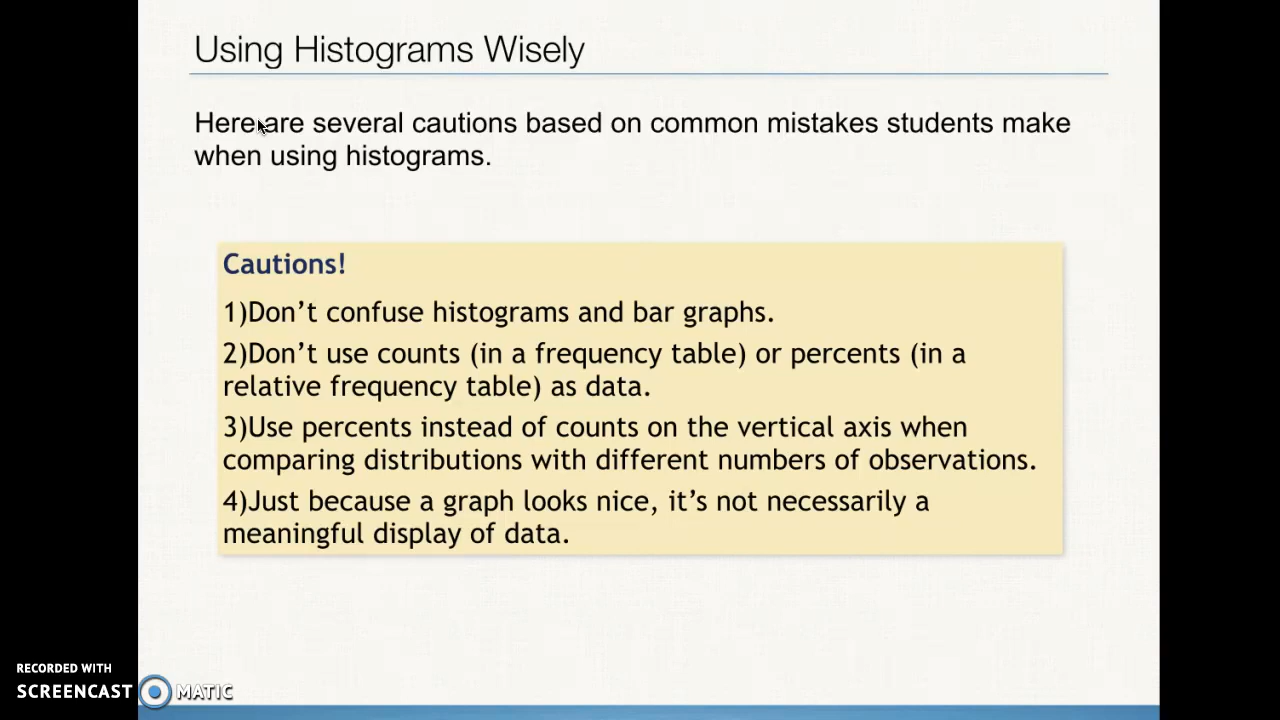 Using Histograms Wisely
Here are several cautions based on common mistakes students make
when using histograms.
Cautions!
1)Don’t confuse histograms and bar graphs.
2)Don’t use counts (in a frequency table) or percents (in a
relative frequency table) as data.
3)Use percents instead of counts on the vertical axis when
comparing distributions with different numbers of observations.
4)Just because a graph looks nice, it’s not necessarily a
meaningful display of data.
RECORDED WITH
SCREENCAST MATIC